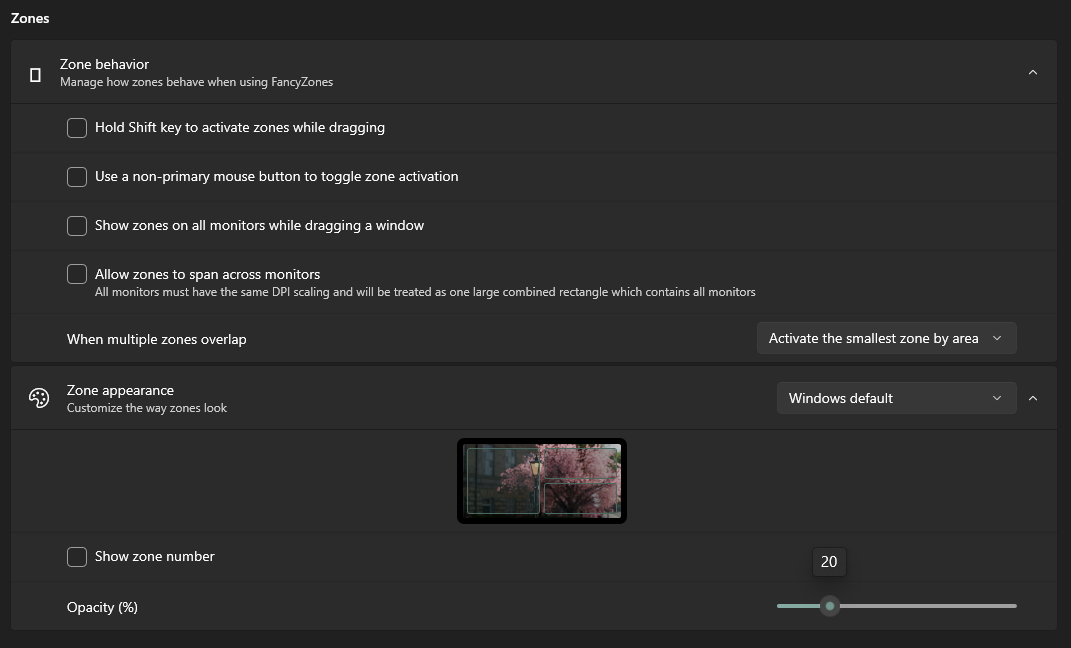 Zones
Zone behavior
Manage how zones behave when using FancyZones
Hold Shift key to activate zones while dragging
Use a non-primary mouse button to toggle zone activation
Show zones on all monitors while dragging a window
Allow zones to span across monitors
All monitors must have the same DPI scaling and will be treated as one large combined rectangle which contains all monitors
When multiple zones overlap
Activate the smallest zone by area
Zone appearance
Customize the way zones look
Windows default
Show zone number
20
Opacity (%)